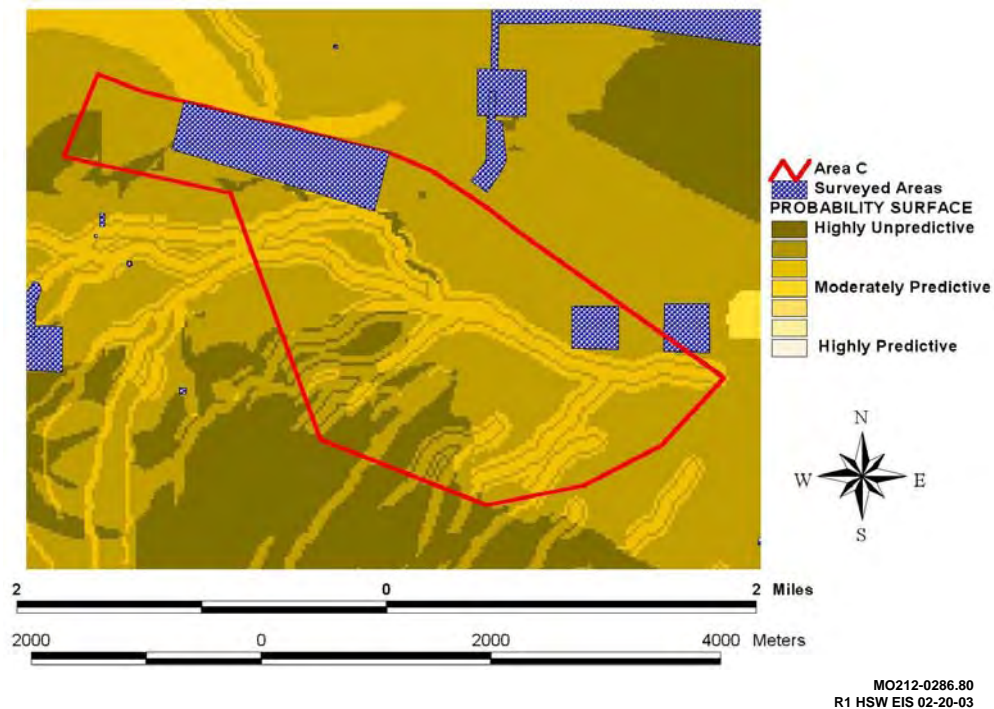 Area C
Surveyed Areas
PROBABILITY SURFACE
Highly Unpredictive
Moderately Predictive
Highly Predictive
N
W E
S
2 0 2 Miles
2000 0 2000 4000 Meters
MO212-0286.80
R1 HSW EIS 02-20-03